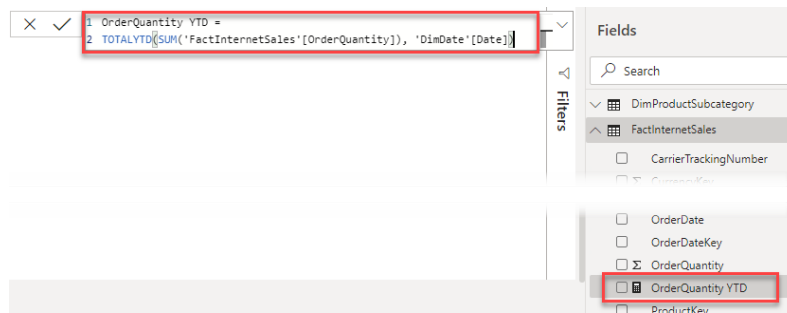 1 OrderQuantity YTD =
2 TOTALYTD(SUM('FactInternetSales'[OrderQuantity]), 'DimDate'[Date])
Filters
Fields
Search
DimProductSubcategory
FactInternetSales
CarrierTrackingNumber
CurrencyKey
OrderDate
OrderDateKey
Σ OrderQuantity
OrderQuantity YTD
ProductKey